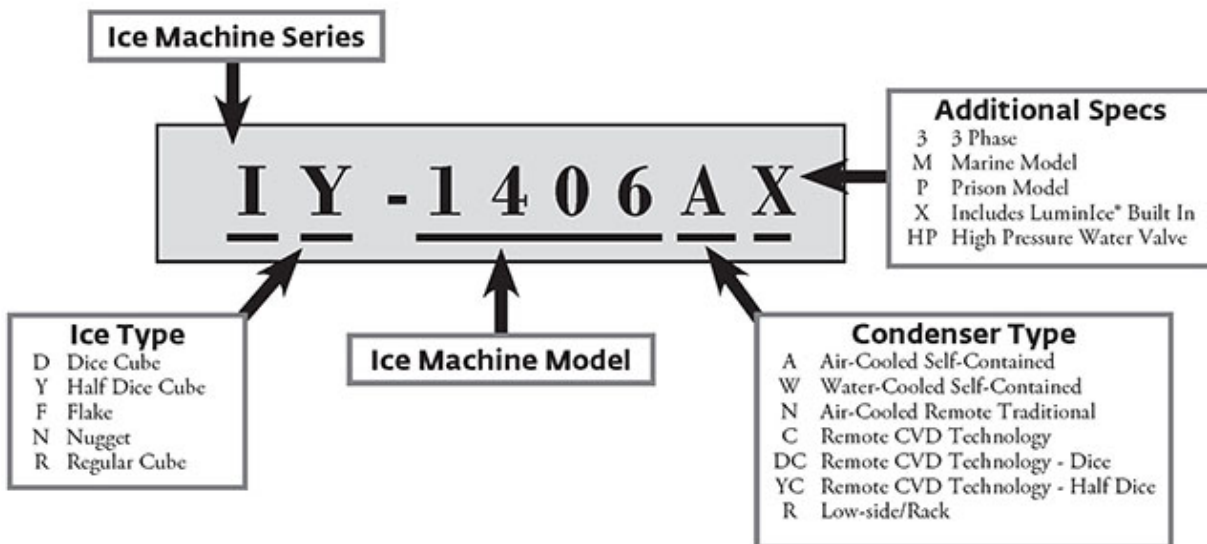 Ice Machine Series
I Y - 1 4 0 6 A X
Additional Specs
3 3 Phase
M Marine Model
P Prison Model
X Includes LuminIce® Built In
HP High Pressure Water Valve
Ice Type
D Dice Cube
Y Half Dice Cube
F Flake
N Nugget
R Regular Cube
Ice Machine Model
Condenser Type
A Air-Cooled Self-Contained
W Water-Cooled Self-Contained
N Air-Cooled Remote Traditional
C Remote CVD Technology
DC Remote CVD Technology - Dice
YC Remote CVD Technology - Half Dice
R Low-side/Rack